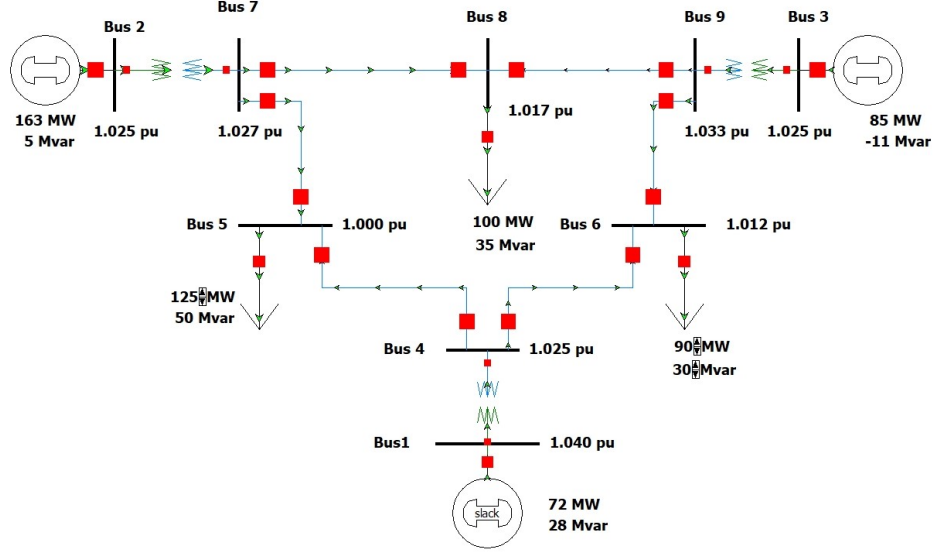 Bus 7
Bus 2
Bus 8
Bus 9
Bus 3
163 MW
5 Mvar
1.025 pu
1.027 pu
1.017 pu
1.033 pu
1.025 pu
85 MW
-11 Mvar
Bus 5
1.000 pu
100 MW
35 Mvar
Bus 6
1.012 pu
125 MW
50 Mvar
Bus 4
1.025 pu
90 MW
30 Mvar
Bus1
1.040 pu
slack
72 MW
28 Mvar